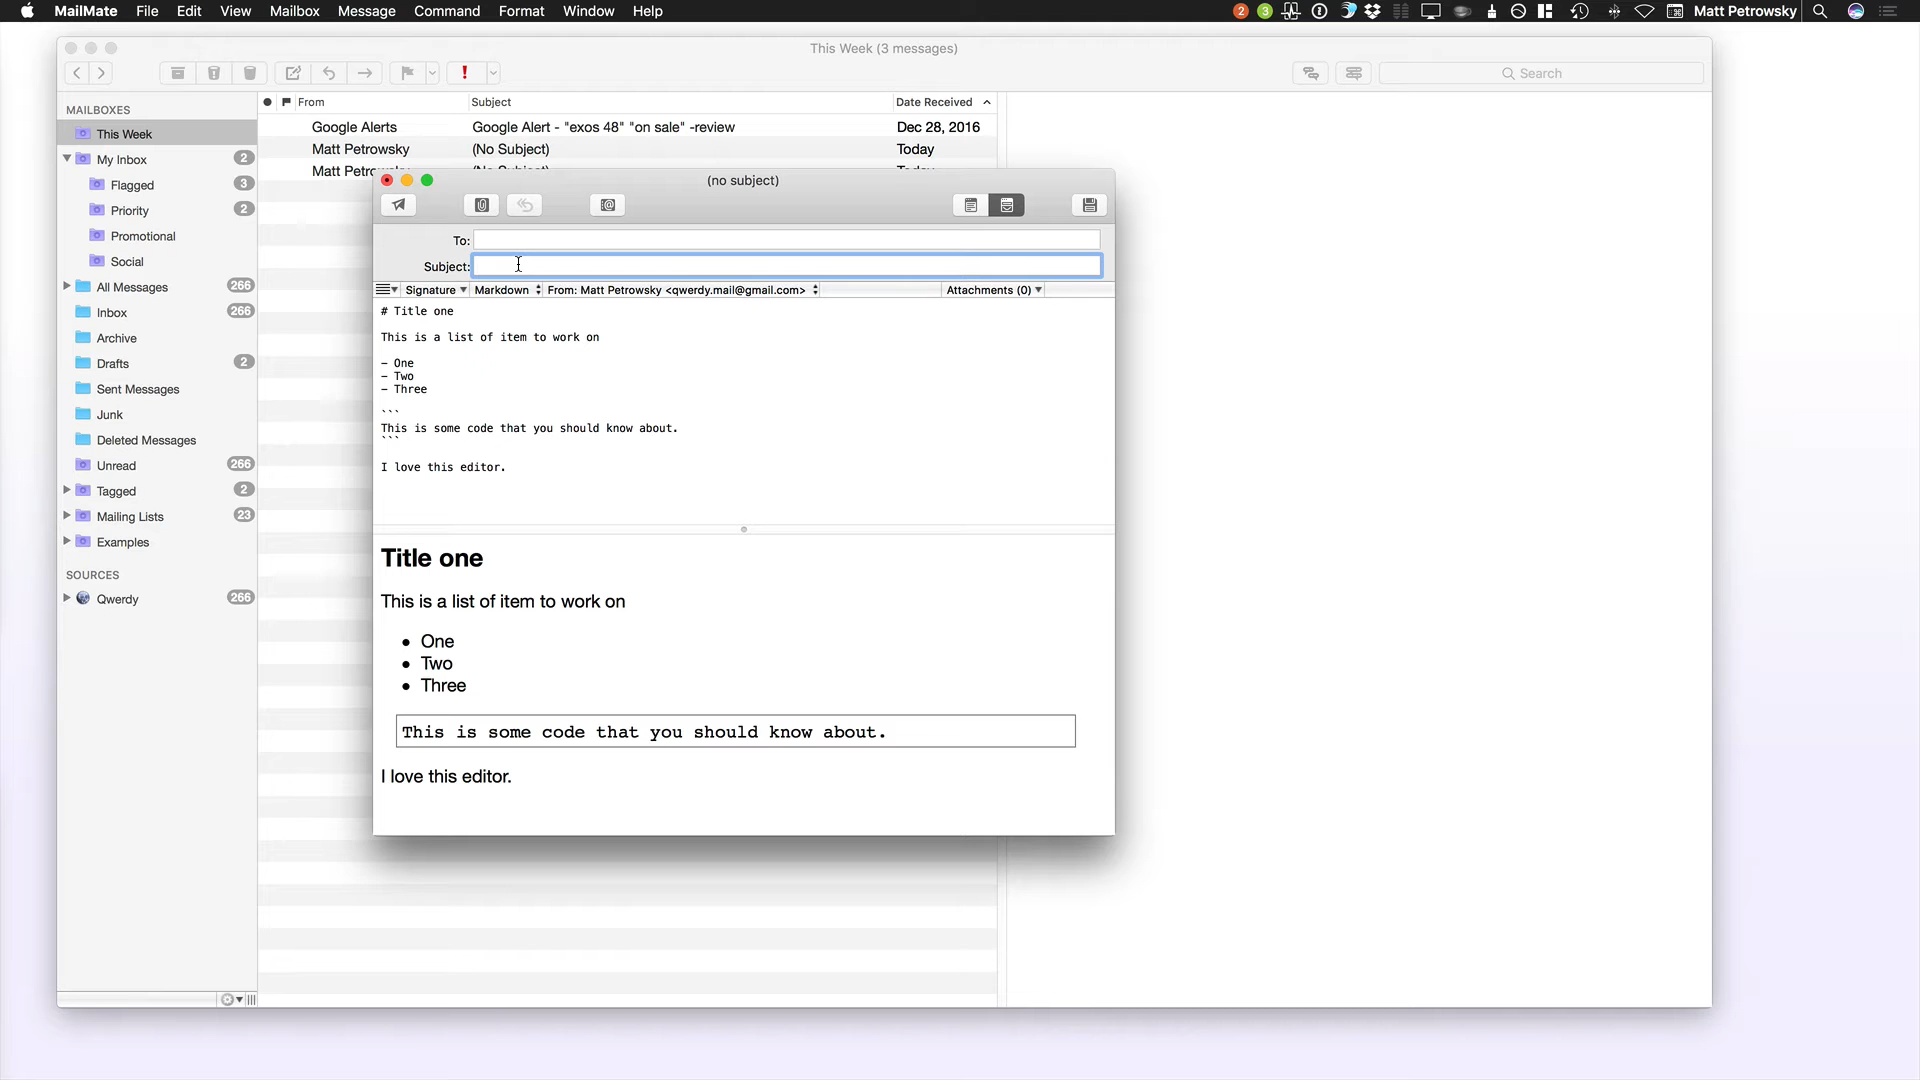 MailMate File Edit View Mailbox Message Command Format Window Help 2 3 Matt Petrowsky
This Week (3 messages)
Search
MAILBOXES
This Week
My Inbox 2
Flagged 3
Priority 2
Promotional
Social
All Messages 266
Inbox 266
Archive
Drafts 2
Sent Messages
Junk
Deleted Messages
Unread 266
Tagged 2
Mailing Lists 23
Examples
SOURCES
Qwerdy 266
From Subject Date Received
Google Alerts Google Alert - "exos 48" "on sale" -review Dec 28, 2016
Matt Petrowsky (No Subject) Today
(no subject)
To:
Subject:
Signature Markdown From: Matt Petrowsky <qwerdy.mail@gmail.com> Attachments (0)
# Title one
This is a list of item to work on
- One
- Two
- Three
```
This is some code that you should know about.
```
I love this editor.
Title one
This is a list of item to work on
• One
• Two
• Three
This is some code that you should know about.
I love this editor.